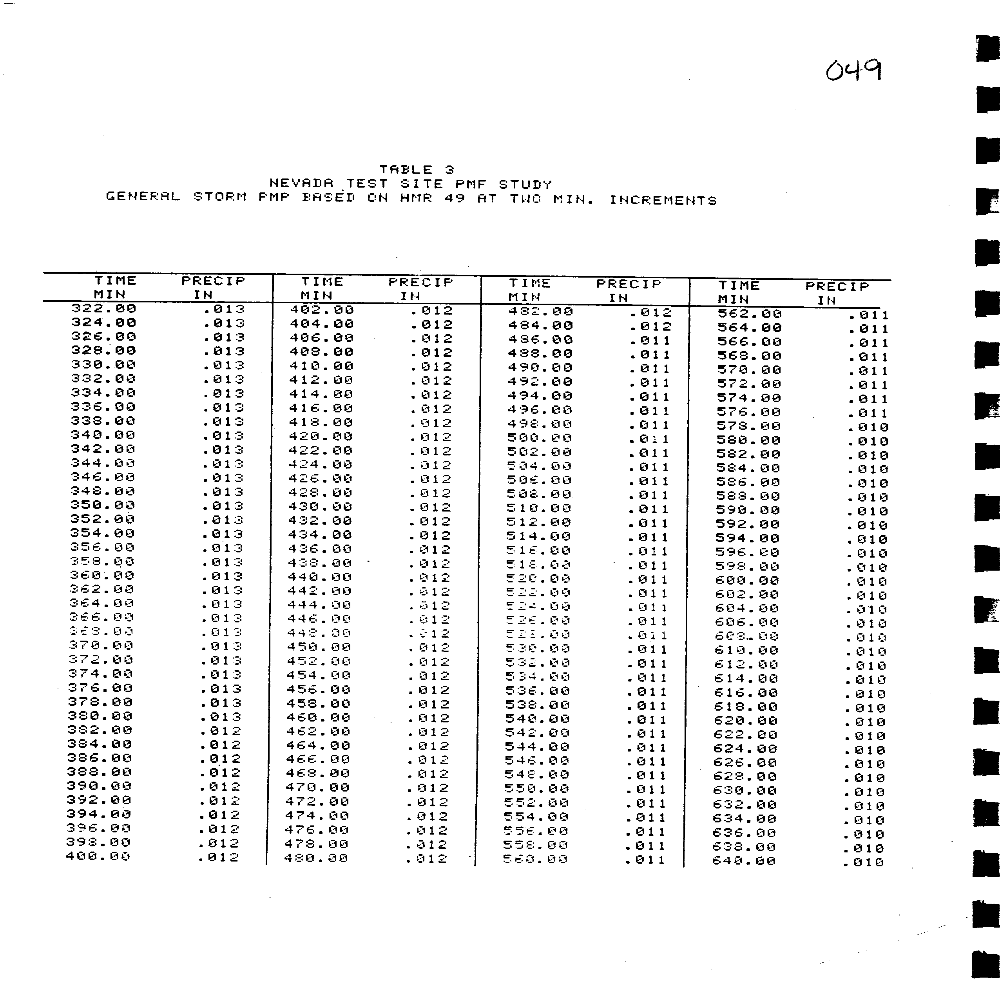 049
TABLE 3
NEVADA TEST SITE PMF STUDY
GENERAL STORM PMP BASED ON HMR 49 AT TWO MIN. INCREMENTS
TIME PRECIP TIME PRECIP TIME PRECIP TIME PRECIP
MIN IN MIN IN MIN IN MIN IN
322.00 .013 402.00 .012 482.00 .012 562.00 .011
324.00 .013 404.00 .012 484.00 .012 564.00 .011
326.00 .013 406.00 .012 486.00 .011 566.00 .011
328.00 .013 408.00 .012 488.00 .011 568.00 .011
330.00 .013 410.00 .012 490.00 .011 570.00 .011
332.00 .013 412.00 .012 492.00 .011 572.00 .011
334.00 .013 414.00 .012 494.00 .011 574.00 .011
336.00 .013 416.00 .012 496.00 .011 576.00 .011
338.00 .013 418.00 .012 498.00 .011 578.00 .010
340.00 .013 420.00 .012 500.00 .011 580.00 .010
342.00 .013 422.00 .012 502.00 .011 582.00 .010
344.00 .013 424.00 .012 504.00 .011 584.00 .010
346.00 .013 426.00 .012 506.00 .011 586.00 .010
348.00 .013 428.00 .012 508.00 .011 588.00 .010
350.00 .013 430.00 .012 510.00 .011 590.00 .010
352.00 .013 432.00 .012 512.00 .011 592.00 .010
354.00 .013 434.00 .012 514.00 .011 594.00 .010
356.00 .013 436.00 .012 516.00 .011 596.00 .010
358.00 .013 438.00 .012 518.00 .011 598.00 .010
360.00 .013 440.00 .012 520.00 .011 600.00 .010
362.00 .013 442.00 .012 522.00 .011 602.00 .010
364.00 .013 444.00 .012 524.00 .011 604.00 .010
366.00 .013 446.00 .012 526.00 .011 606.00 .010
368.00 .013 448.00 .012 528.00 .011 608.00 .010
370.00 .013 450.00 .012 530.00 .011 610.00 .010
372.00 .013 452.00 .012 532.00 .011 612.00 .010
374.00 .013 454.00 .012 534.00 .011 614.00 .010
376.00 .013 456.00 .012 536.00 .011 616.00 .010
378.00 .013 458.00 .012 538.00 .011 618.00 .010
380.00 .013 460.00 .012 540.00 .011 620.00 .010
382.00 .012 462.00 .012 542.00 .011 622.00 .010
384.00 .012 464.00 .012 544.00 .011 624.00 .010
386.00 .012 466.00 .012 546.00 .011 626.00 .010
388.00 .012 468.00 .012 548.00 .011 628.00 .010
390.00 .012 470.00 .012 550.00 .011 630.00 .010
392.00 .012 472.00 .012 552.00 .011 632.00 .010
394.00 .012 474.00 .012 554.00 .011 634.00 .010
396.00 .012 476.00 .012 556.00 .011 636.00 .010
398.00 .012 478.00 .012 558.00 .011 638.00 .010
400.00 .012 480.00 .012 560.00 .011 640.00 .010